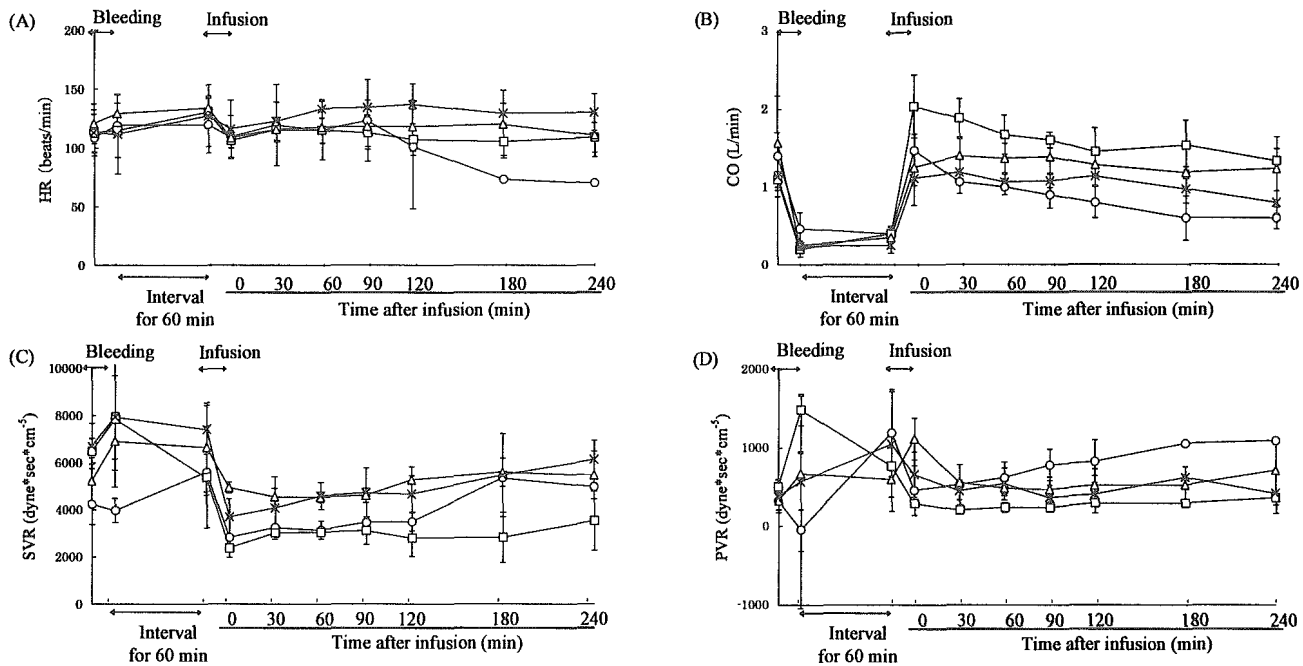 (A)
Bleeding
Infusion
200
150
100
50
0
HR (beats/min)
Interval
for 60 min
0 30 60 90 120 180 240
Time after infusion (min)
(B)
Bleeding
Infusion
3
2
1
0
CO (L/min)
Interval
for 60 min
0 30 60 90 120 180 240
Time after infusion (min)
(C)
Bleeding
Infusion
10000
8000
6000
4000
2000
0
SVR (dyne*sec*cm-5)
Interval
for 60 min
0 30 60 90 120 180 240
Time after infusion (min)
(D)
Bleeding
Infusion
2000
1000
0
-1000
PVR (dyne*sec*cm-5)
Interval
for 60 min
0 30 60 90 120 180 240
Time after infusion (min)